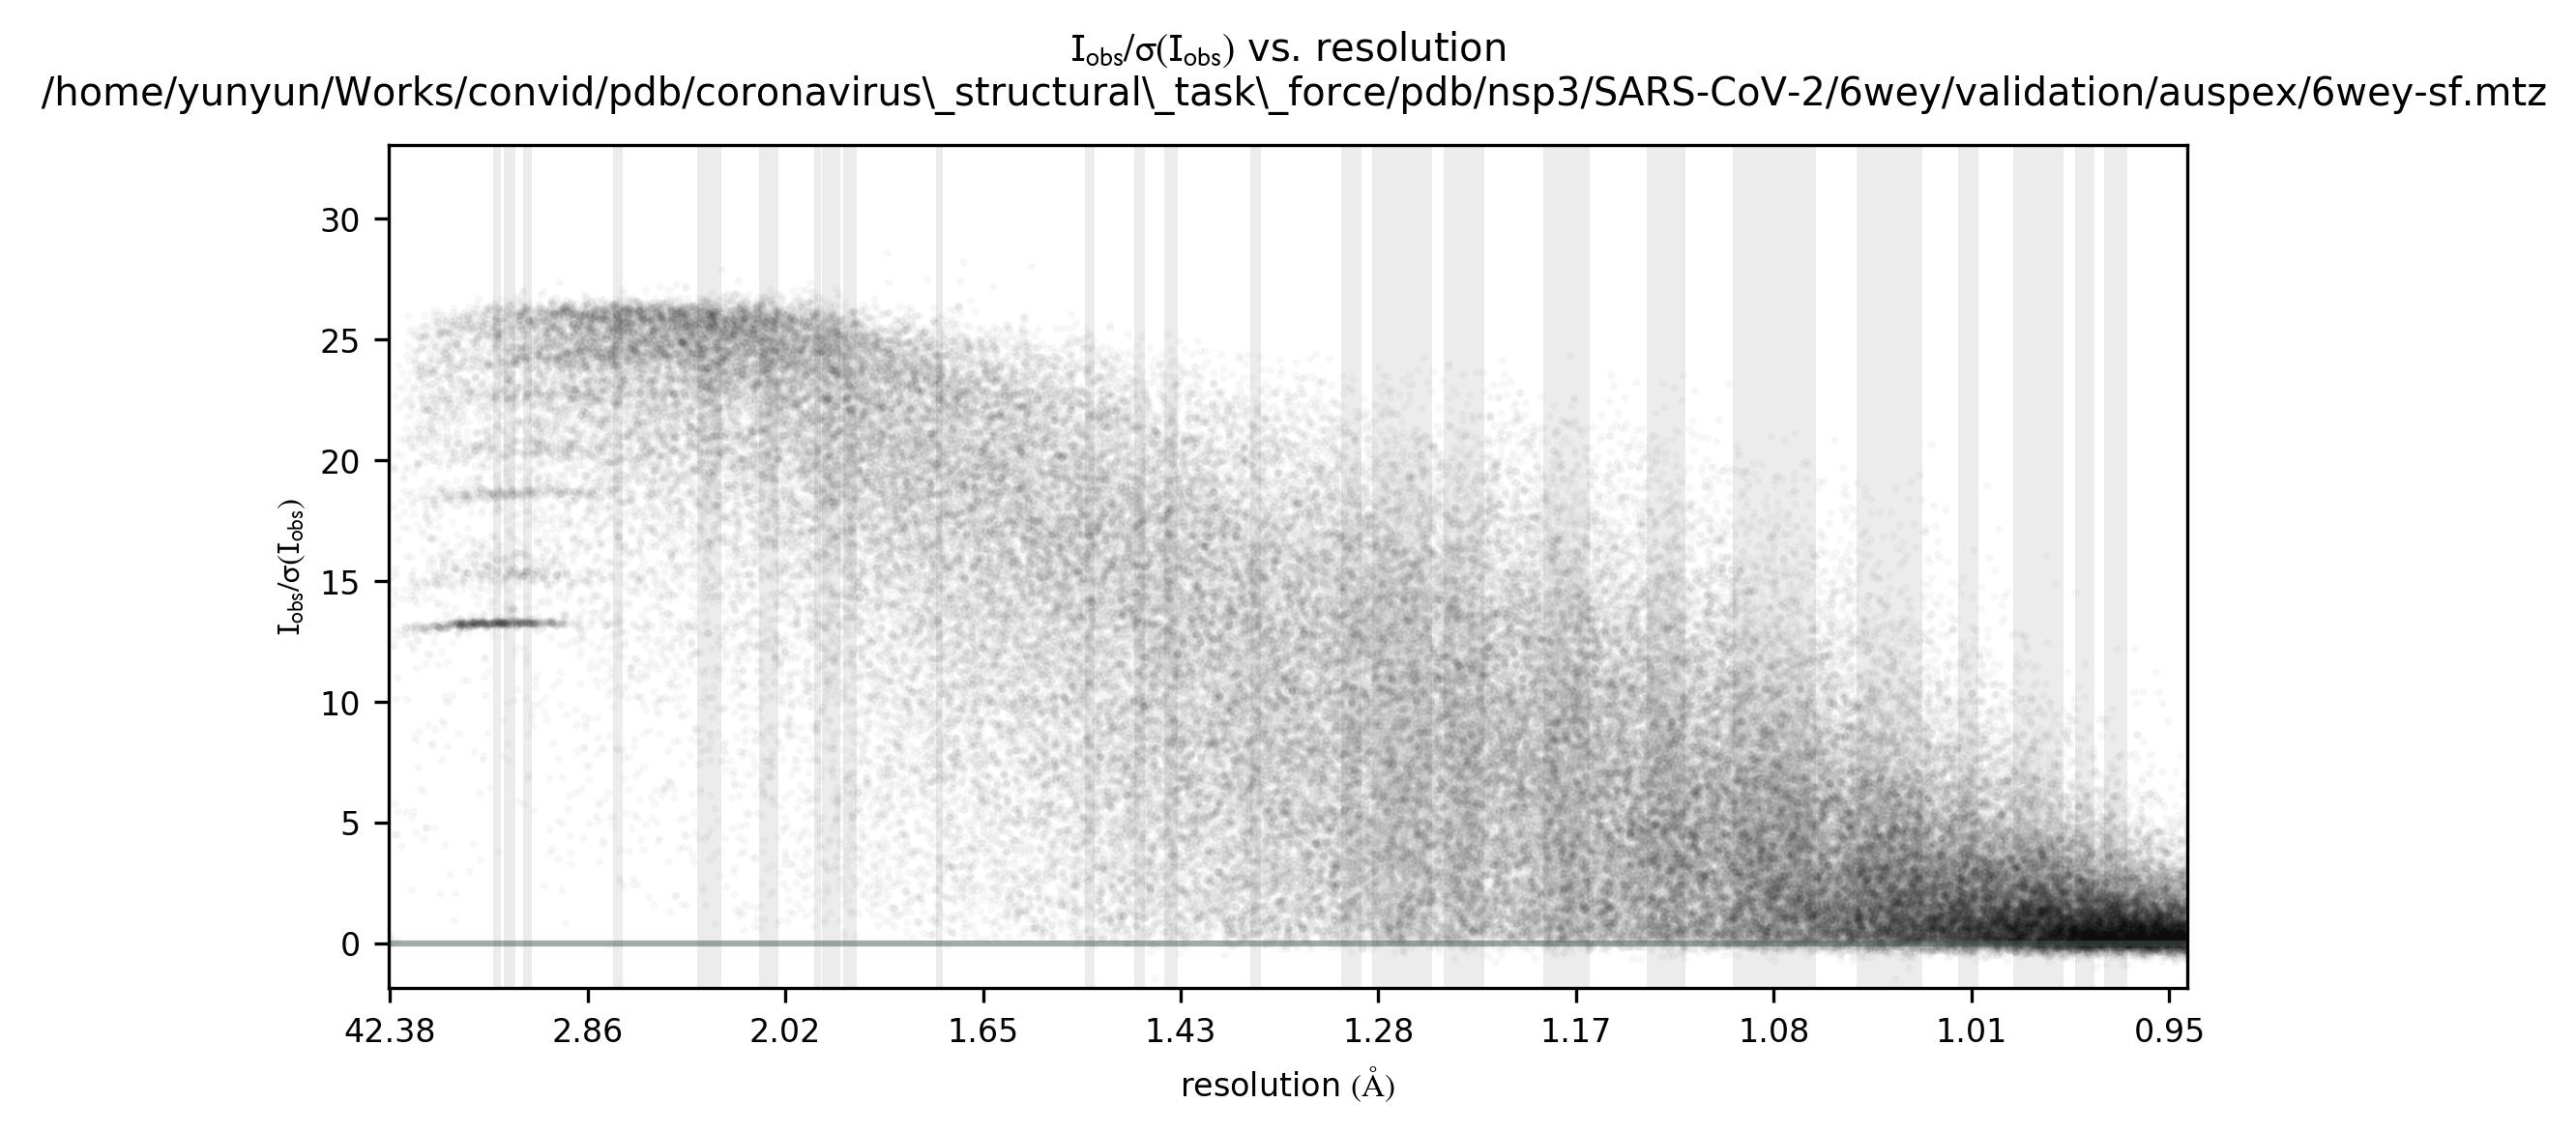 Iobs/σ(Iobs) vs. resolution
/home/yunyun/Works/convid/pdb/coronavirus\_structural\_task\_force/pdb/nsp3/SARS-CoV-2/6wey/validation/auspex/6wey-sf.mtz
Iobs/σ(Iobs)
30
25
20
15
10
5
0
42.38 2.86 2.02 1.65 1.43 1.28 1.17 1.08 1.01 0.95
resolution (Å)